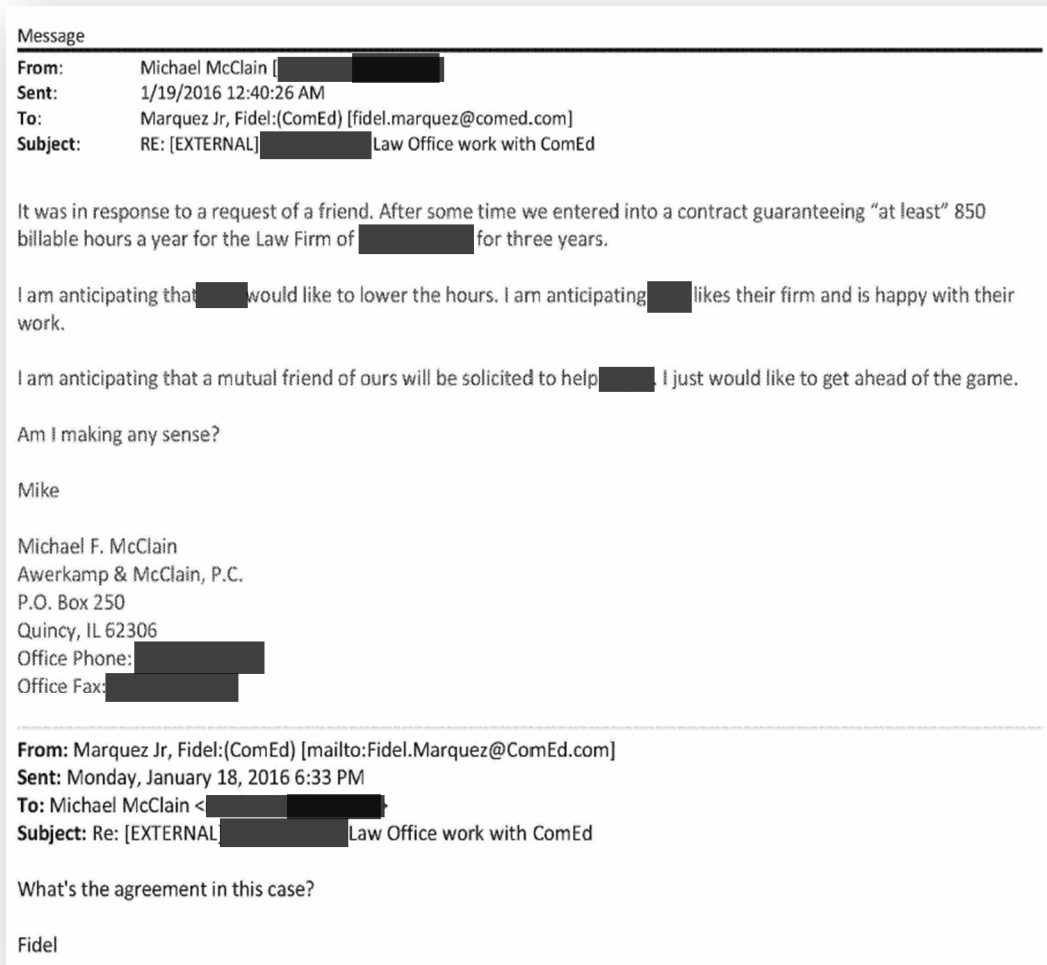 Message
From: Michael McClain [
Sent: 1/19/2016 12:40:26 AM
To: Marquez Jr, Fidel:(ComEd) [fidel.marquez@comed.com]
Subject: RE: [EXTERNAL] Law Office work with ComEd
It was in response to a request of a friend. After some time we entered into a contract guaranteeing “at least” 850
billable hours a year for the Law Firm of for three years.
I am anticipating that would like to lower the hours. I am anticipating likes their firm and is happy with their
work.
I am anticipating that a mutual friend of ours will be solicited to help . I just would like to get ahead of the game.
Am I making any sense?
Mike
Michael F. McClain
Awerkamp & McClain, P.C.
P.O. Box 250
Quincy, IL 62306
Office Phone:
Office Fax:
From: Marquez Jr, Fidel:(ComEd) [mailto:Fidel.Marquez@ComEd.com]
Sent: Monday, January 18, 2016 6:33 PM
To: Michael McClain <
Subject: Re: [EXTERNAL] Law Office work with ComEd
What's the agreement in this case?
Fidel